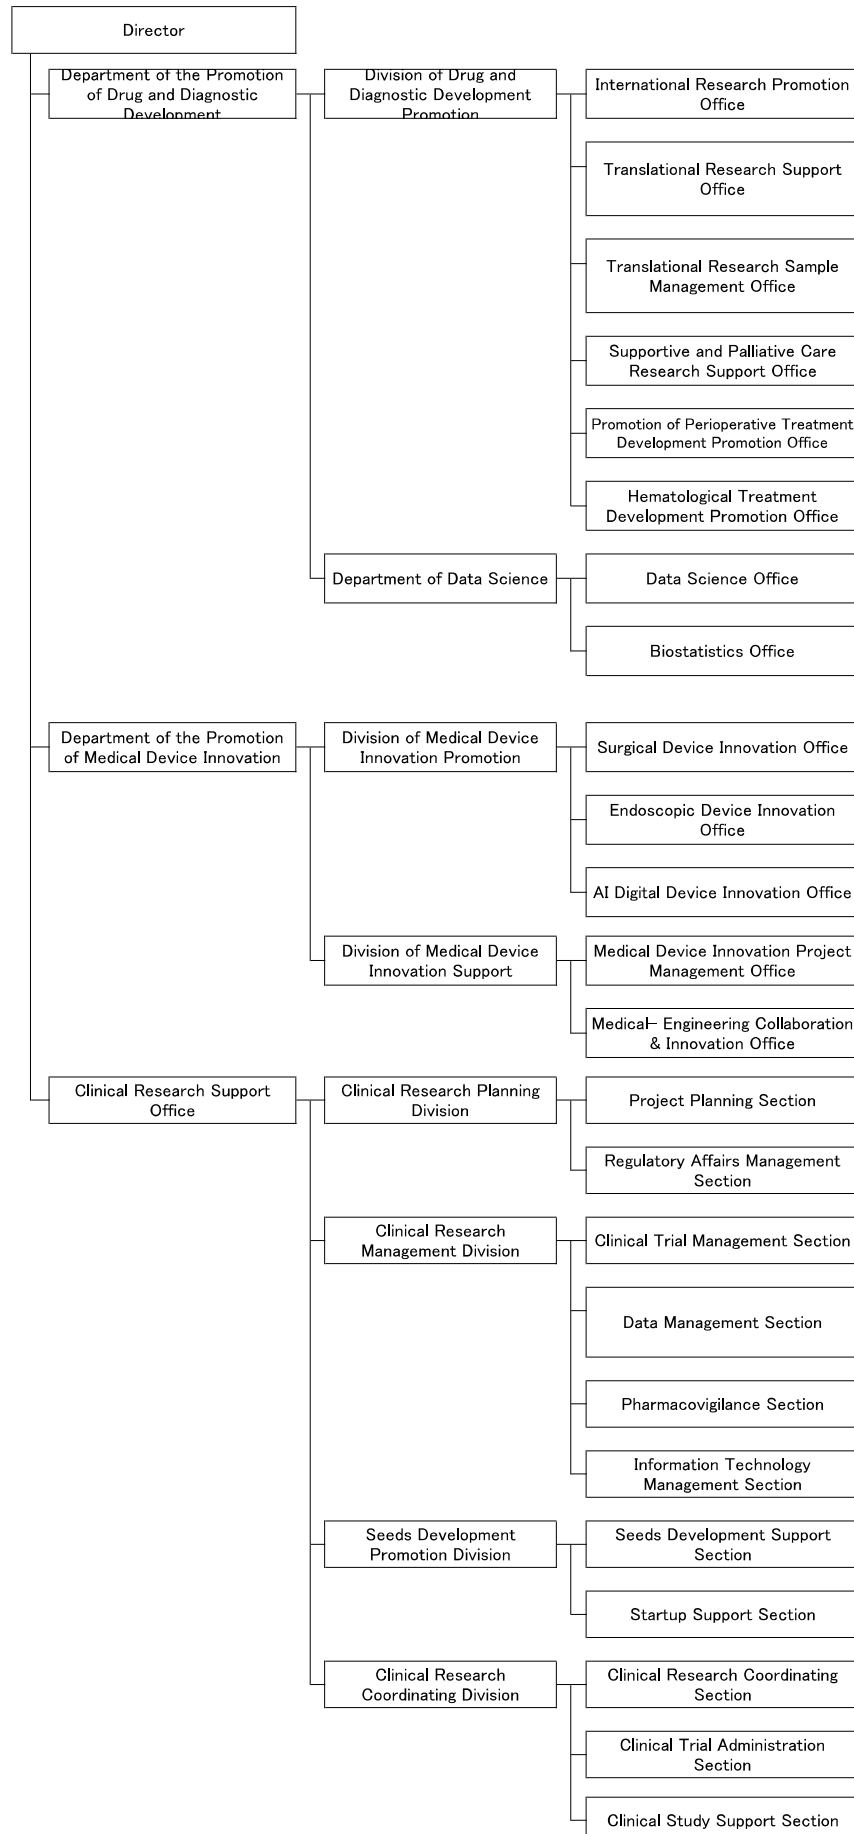 Director
Department of the Promotion
of Drug and Diagnostic
Development
Division of Drug and
Diagnostic Development
Promotion
International Research Promotion
Office
Translational Research Support
Office
Translational Research Sample
Management Office
Supportive and Palliative Care
Research Support Office
Promotion of Perioperative Treatment
Development Promotion Office
Hematological Treatment
Development Promotion Office
Department of Data Science
Data Science Office
Biostatistics Office
Department of the Promotion
of Medical Device Innovation
Division of Medical Device
Innovation Promotion
Surgical Device Innovation Office
Endoscopic Device Innovation
Office
AI Digital Device Innovation Office
Division of Medical Device
Innovation Support
Medical Device Innovation Project
Management Office
Medical- Engineering Collaboration
& Innovation Office
Clinical Research Support
Office
Clinical Research Planning
Division
Project Planning Section
Regulatory Affairs Management
Section
Clinical Research
Management Division
Clinical Trial Management Section
Data Management Section
Pharmacovigilance Section
Information Technology
Management Section
Seeds Development
Promotion Division
Seeds Development Support
Section
Startup Support Section
Clinical Research
Coordinating Division
Clinical Research Coordinating
Section
Clinical Trial Administration
Section
Clinical Study Support Section